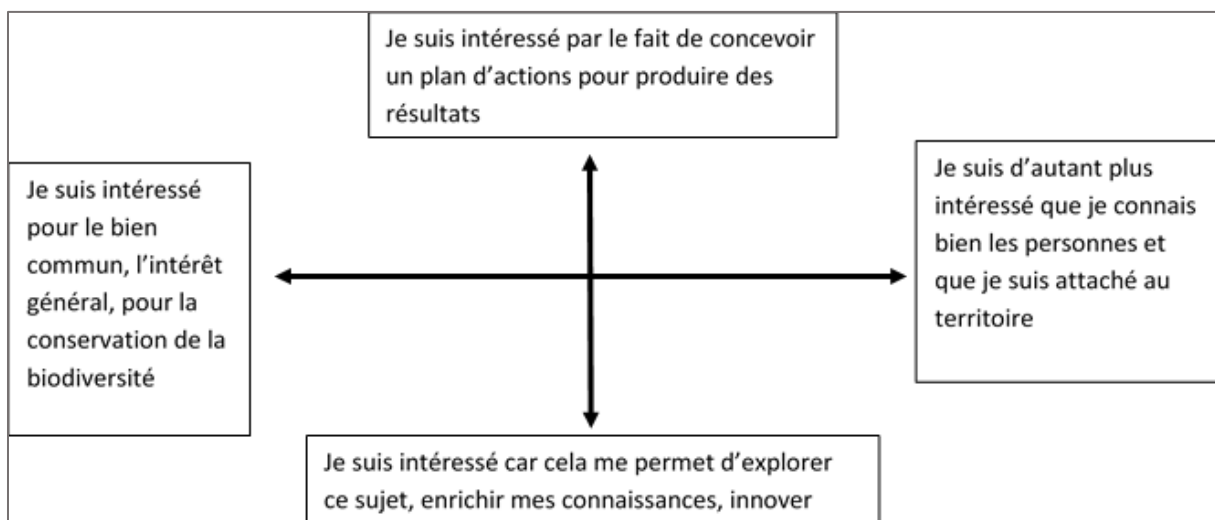 Je suis intéressé par le fait de concevoir
un plan d’actions pour produire des
résultats
Je suis intéressé
pour le bien
commun, l’intérêt
général, pour la
conservation de la
biodiversité
Je suis d’autant plus
intéressé que je connais
bien les personnes et
que je suis attaché au
territoire
Je suis intéressé car cela me permet d’explorer
ce sujet, enrichir mes connaissances, innover